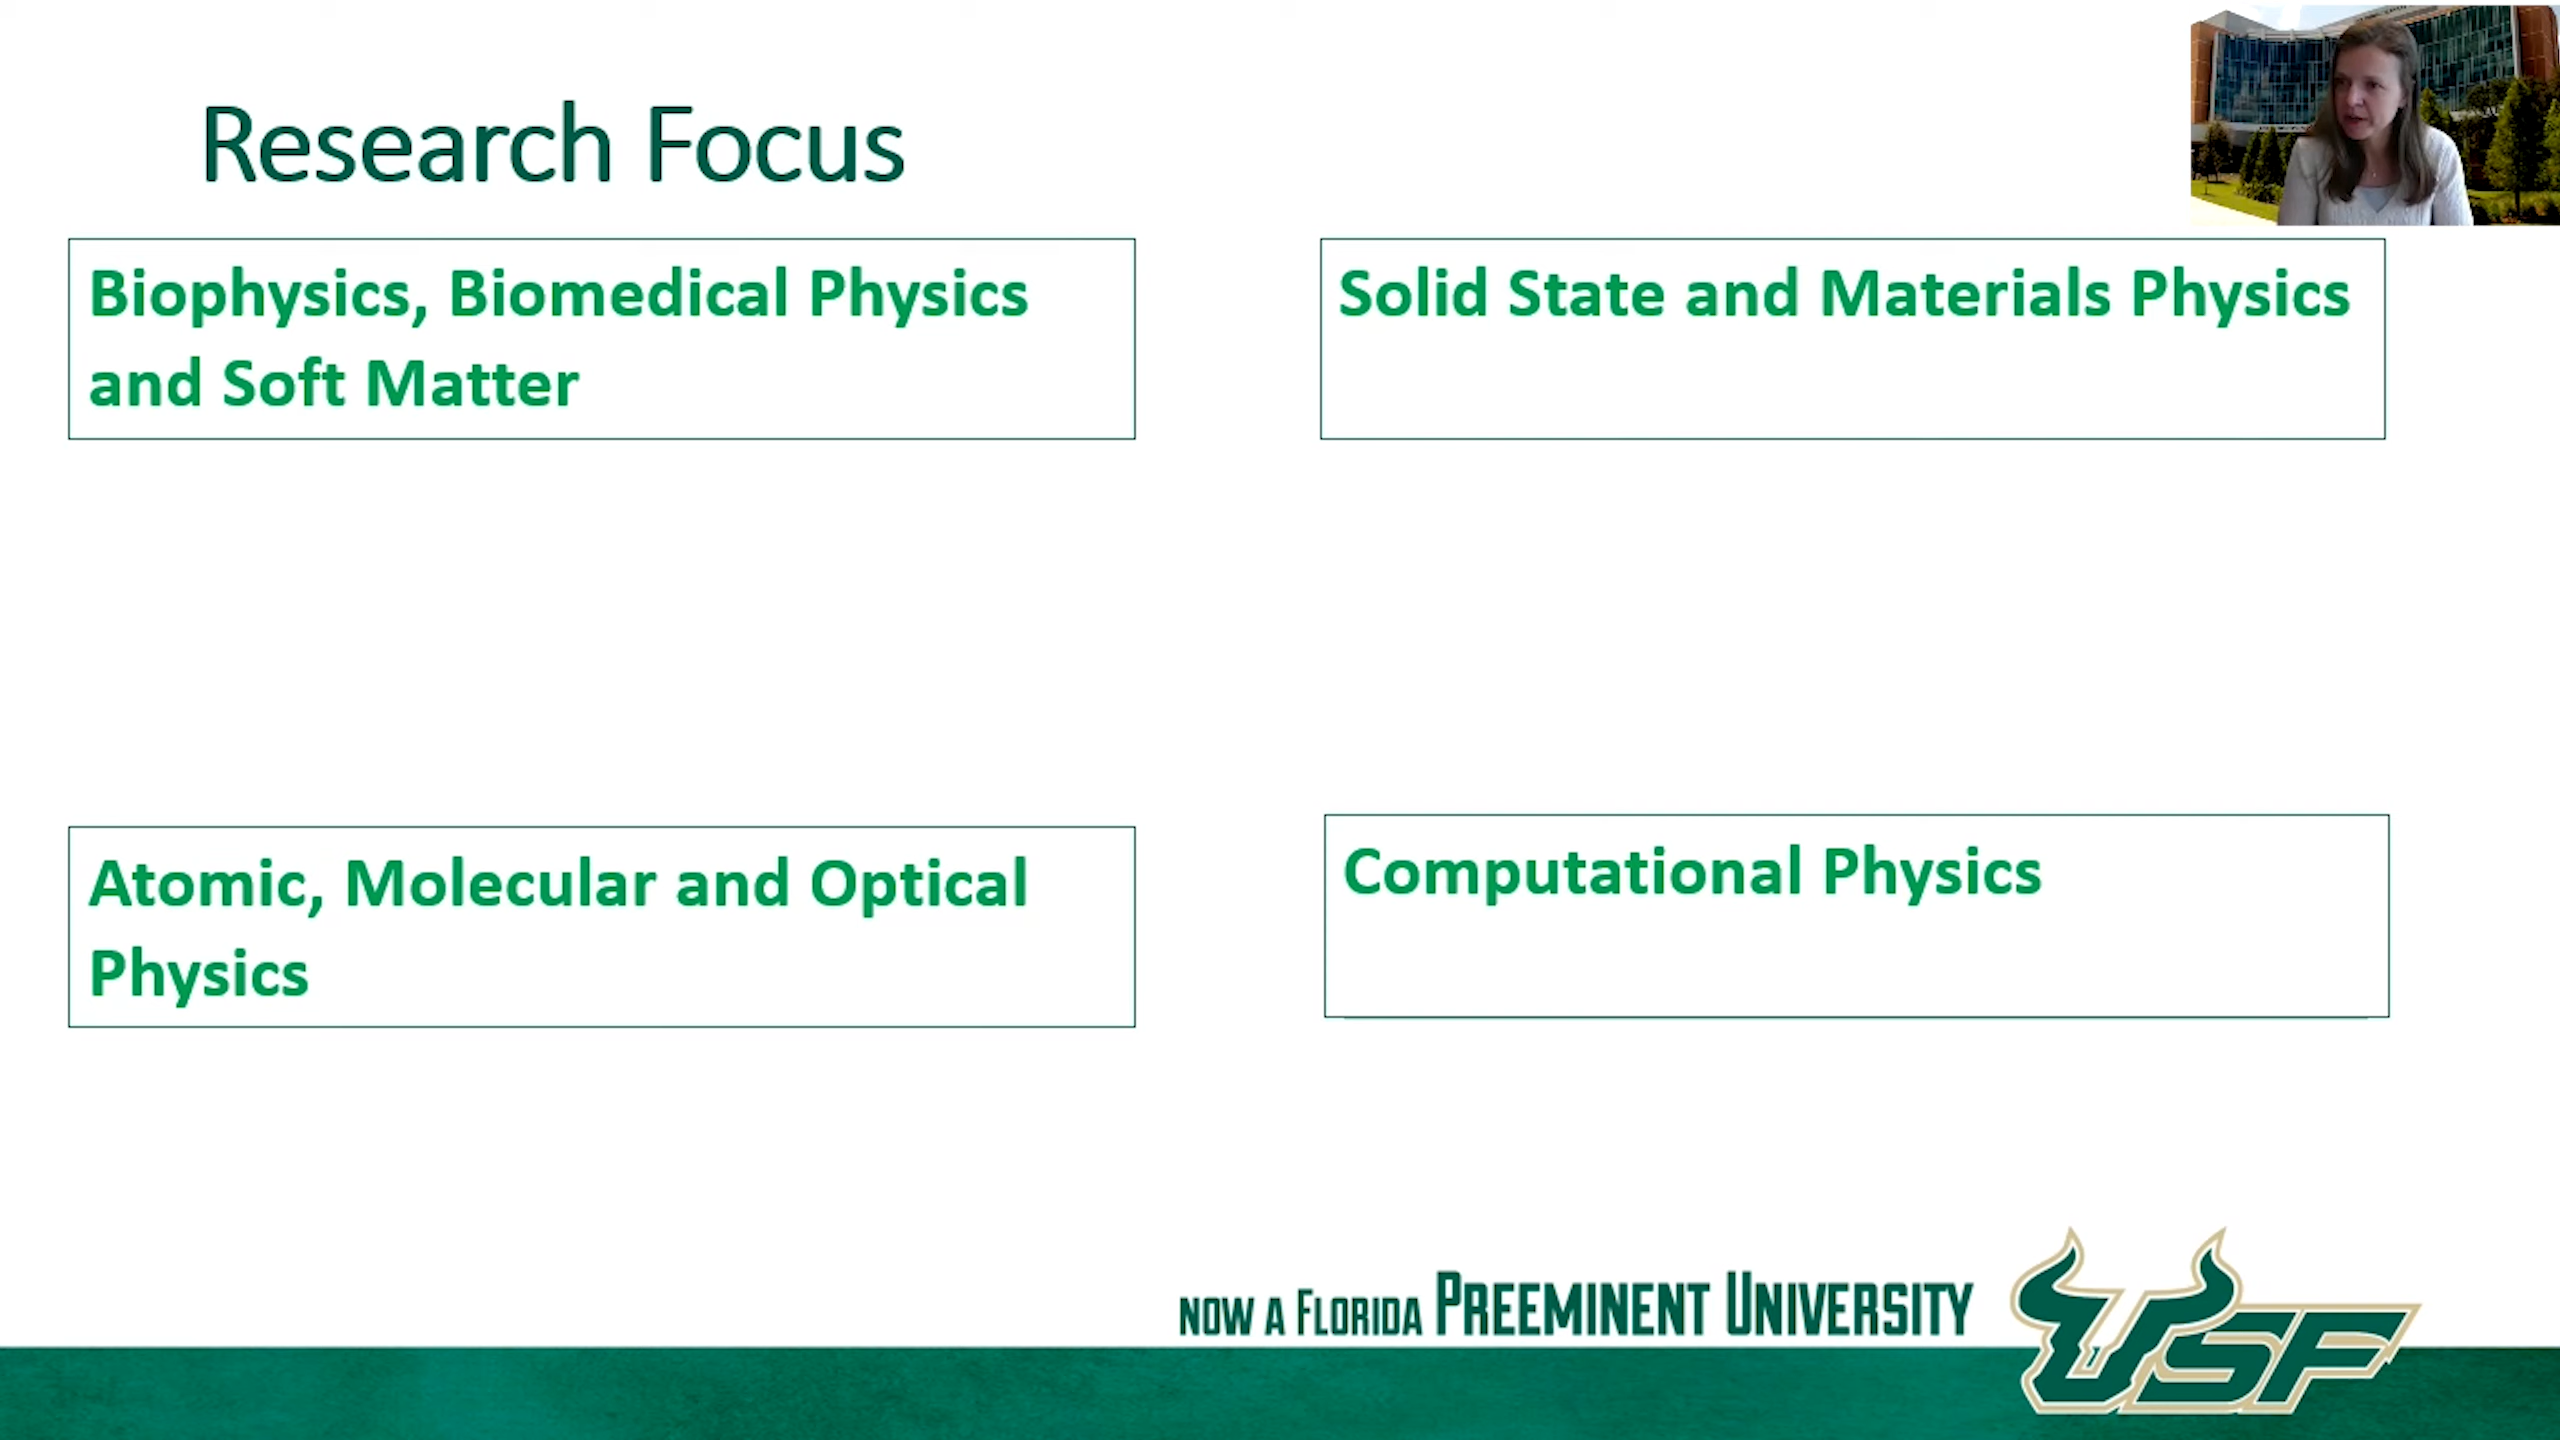 Research Focus
Biophysics, Biomedical Physics
and Soft Matter
Solid State and Materials Physics
Atomic, Molecular and Optical
Physics
Computational Physics
NOW A FLORIDA PREEMINENT UNIVERSITY
USF